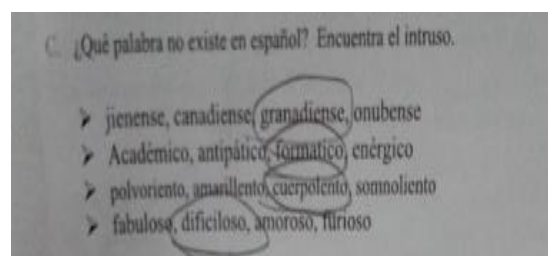 C. ¿Qué palabra no existe en español? Encuentra el intruso.
➢ jienense, canadiense, granadiense, onubense
➢ Académico, antipático, formatico, enérgico
➢ polvoriento, amarillento, cuerpolento, somnoliento
➢ fabuloso, dificiloso, amoroso, furioso